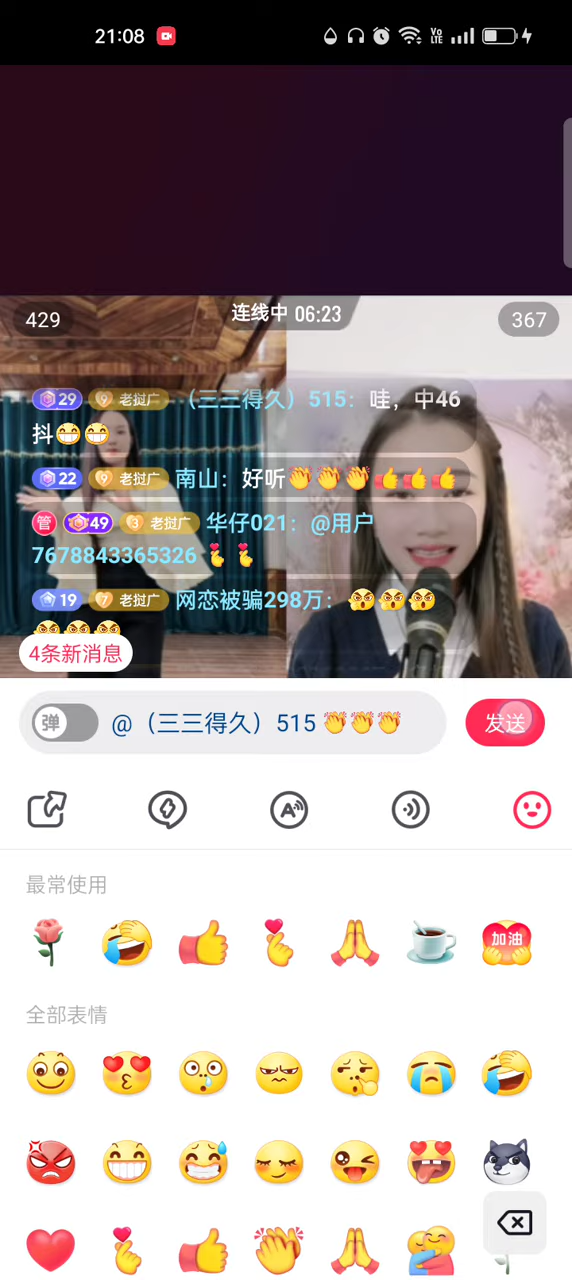 21:08
Vo LTE
429
连线中 06:23
367
29 9 老挝广 （三三得久）515： 哇，中46
抖😁😁
22 9 老挝广 南山：好听👏👏👏👍👍👍
管 49 3 老挝广 华仔021：@用户
7678843365326
19 7 老挝广 网恋被骗298万：
4条新消息
弹 @（三三得久）515 👏👏👏
发送
A
最常使用
加油
全部表情